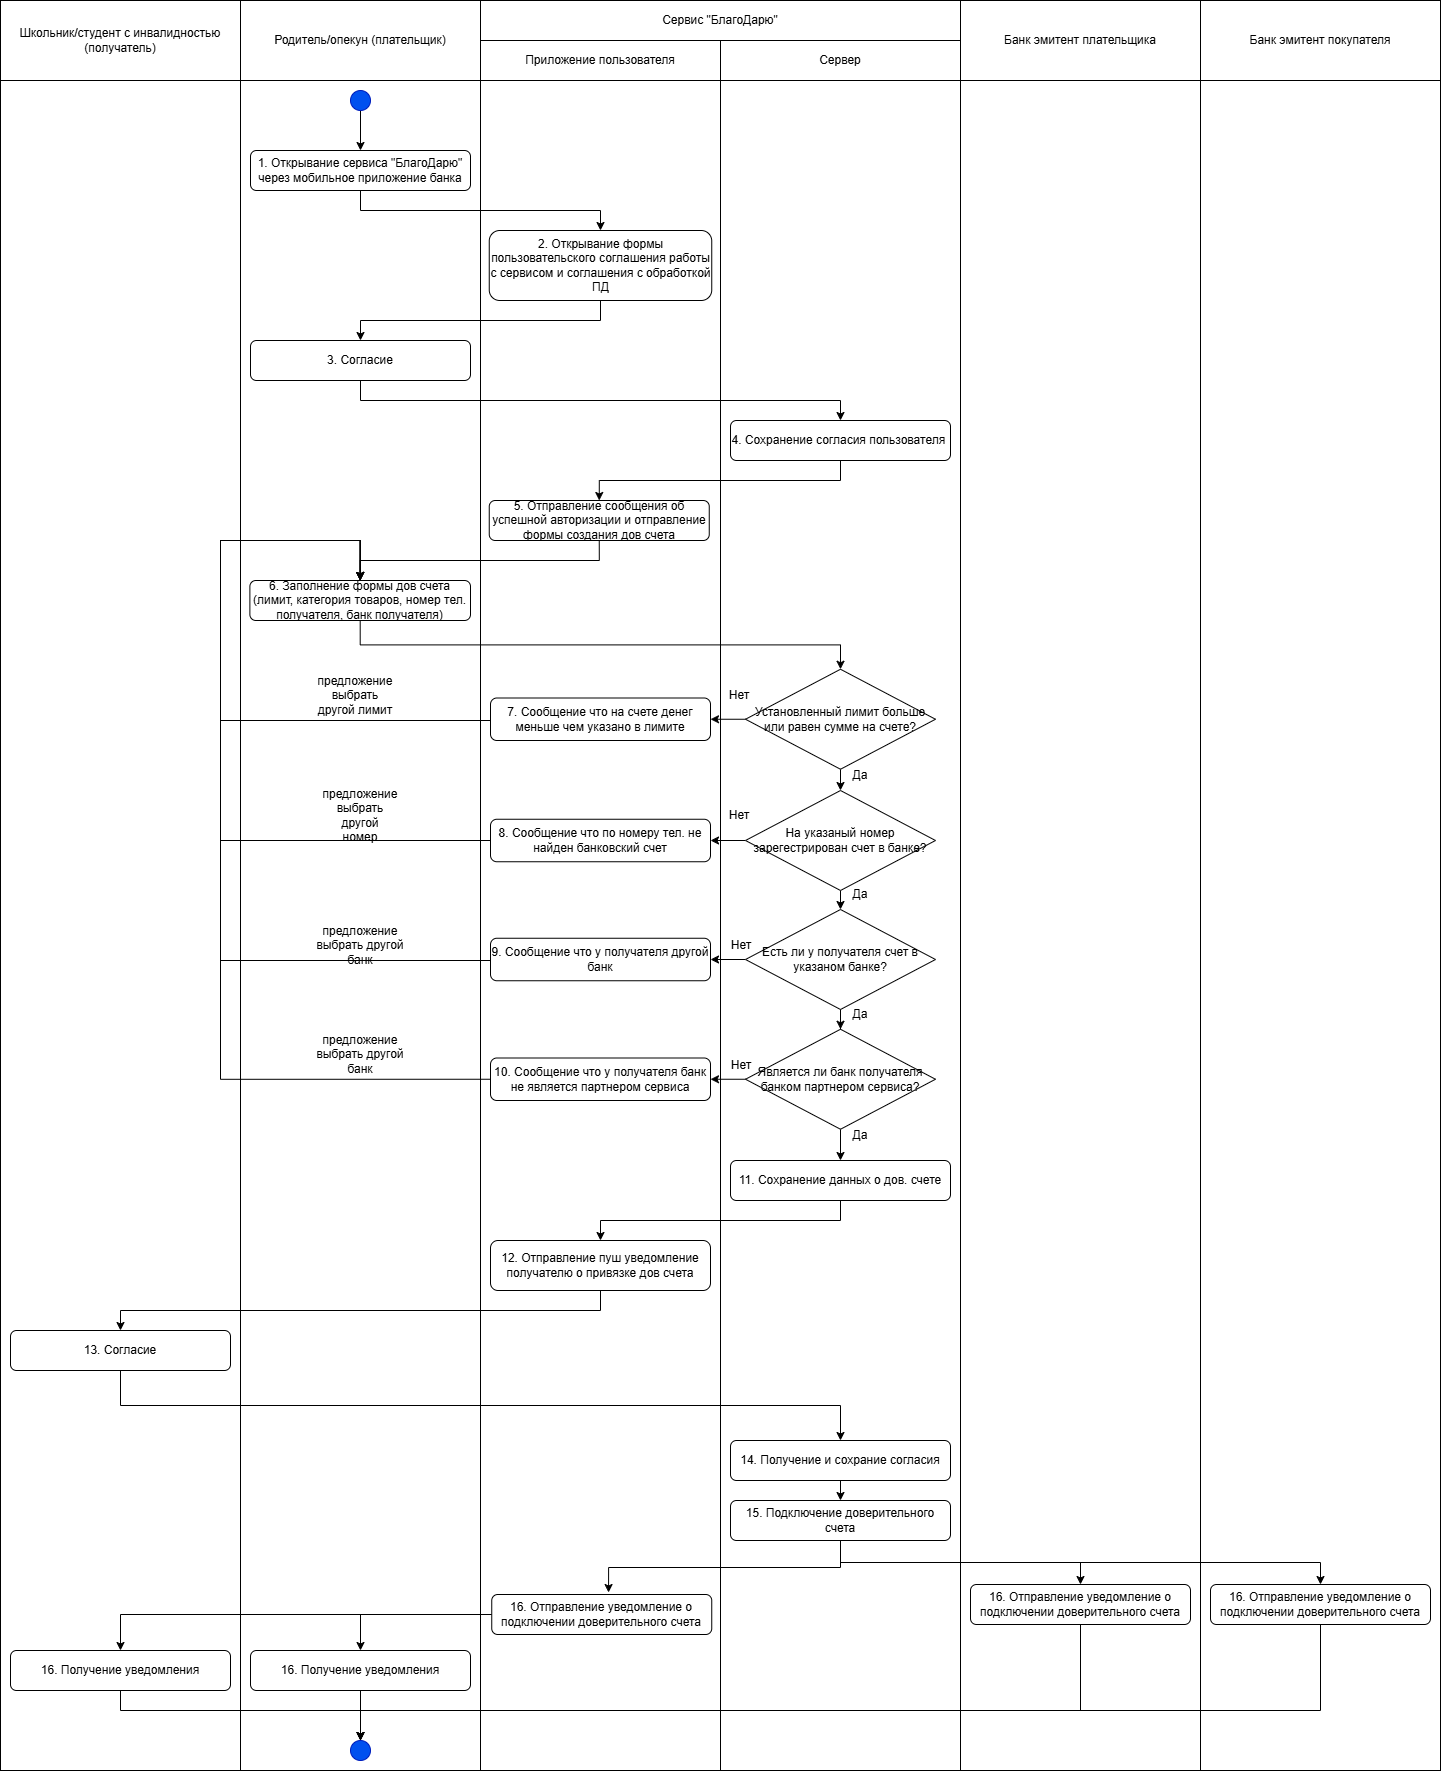 Школьник/студент с инвалидностью
(получатель)
Родитель/опекун (плательщик)
Сервис "БлагоДарю"
Приложение пользователя
Сервер
Банк эмитент плательщика
Банк эмитент покупателя
1. Открывание сервиса "БлагоДарю"
через мобильное приложение банка
2. Открывание формы
пользовательского соглашения работы
с сервисом и соглашения с обработкой
ПД
3. Согласие
4. Сохранение согласия пользователя
5. Отправление сообщения об
успешной авторизации и отправление
формы создания дов счета
6. Заполнение формы дов счета
(лимит, категория товаров, номер тел.
получателя, банк получателя)
предложение
выбрать
другой лимит
7. Сообщение что на счете денег
меньше чем указано в лимите
Нет
Установленный лимит больше
или равен сумме на счете?
Да
предложение
выбрать
другой
номер
8. Сообщение что по номеру тел. не
найден банковский счет
Нет
На указаный номер
зарегестрирован счет в банке?
Да
предложение
выбрать другой
банк
9. Сообщение что у получателя другой
банк
Нет
Есть ли у получателя счет в
указаном банке?
Да
предложение
выбрать другой
банк
10. Сообщение что у получателя банк
не является партнером сервиса
Нет
Является ли банк получателя
банком партнером сервиса?
Да
11. Сохранение данных о дов. счете
12. Отправление пуш уведомление
получателю о привязке дов счета
13. Согласие
14. Получение и сохрание согласия
15. Подключение доверительного
счета
16. Отправление уведомление о
подключении доверительного счета
16. Отправление уведомление о
подключении доверительного счета
16. Отправление уведомление о
подключении доверительного счета
16. Получение уведомления
16. Получение уведомления